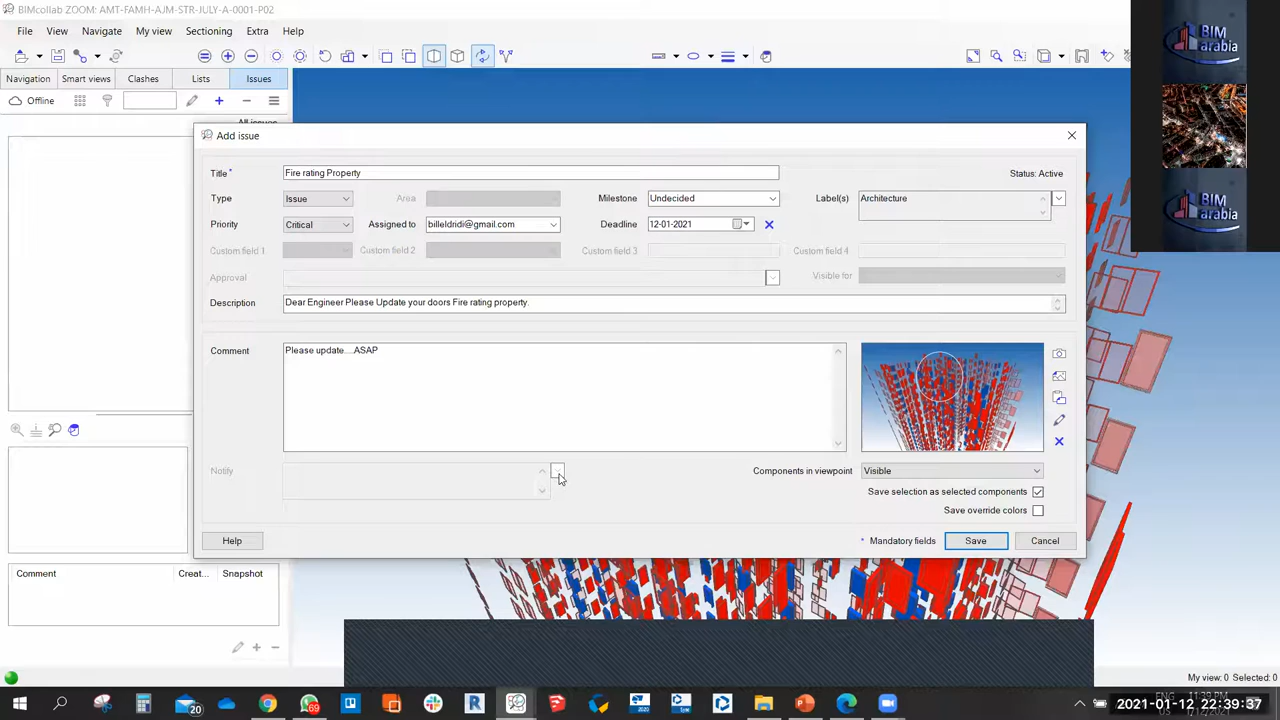 BIMcollab ZOOM: AMT-FAMH-AJM-STR-JULY-A-0001-P02
File View Navigate My view Sectioning Extra Help
Navigation Smart views Clashes Lists Issues
Offline
All issues
Add issue
Title* Fire rating Property Status: Active
Type Issue Area Milestone Undecided Label(s) Architecture
Priority Critical Assigned to billeldridi@gmail.com Deadline 12-01-2021
Custom field 1 Custom field 2 Custom field 3 Custom field 4
Approval Visible for
Description Dear Engineer Please Update your doors Fire rating property.
Comment Please update....ASAP
Notify Components in viewpoint Visible
Save selection as selected components
Save override colors
Help * Mandatory fields Save Cancel
Comment Creat... Snapshot
My view: 0 Selected: 0
BIM
arabia
BIM
arabia
20
69
2021-01-12 22:39:37